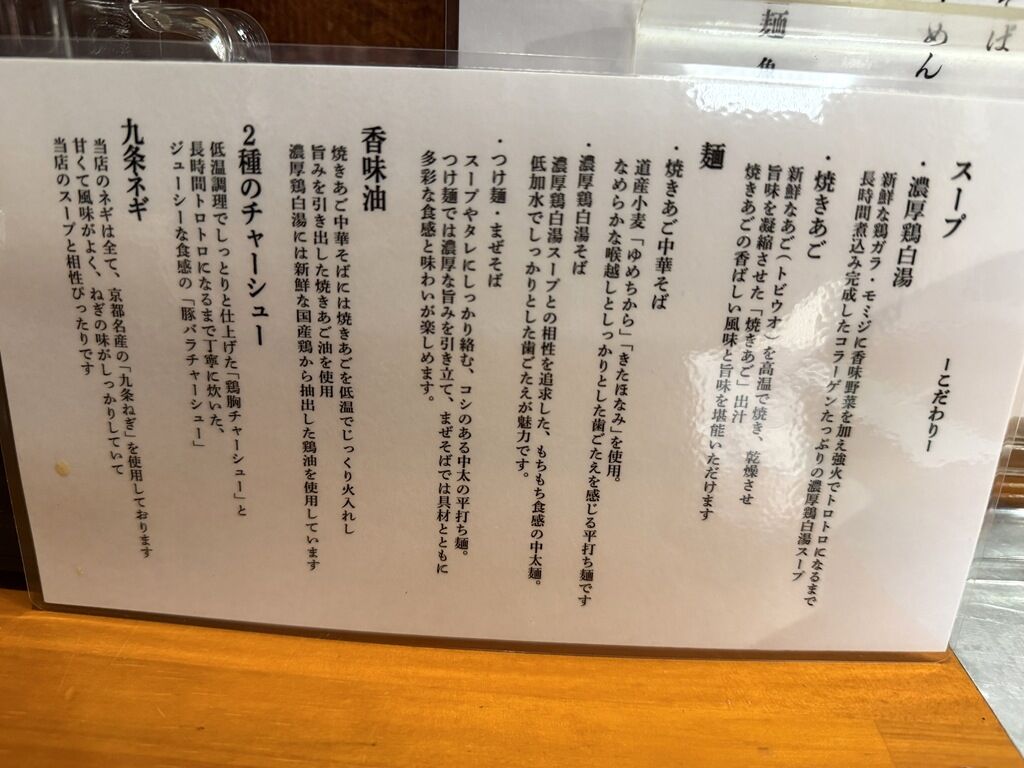 ーこだわりー
スープ
・濃厚鶏白湯
新鮮な鶏ガラ・モミジに香味野菜を加え強火でトロトロになるまで
長時間煮込み完成したコラーゲンたっぷりの濃厚鶏白湯スープ
・焼きあご
新鮮なあご(トビウオ)を高温で焼き、乾燥させ
旨味を凝縮させた「焼きあご」出汁
焼きあごの香ばしい風味と旨味を堪能いただけます
麺
・焼きあご中華そば
道産小麦「ゆめちから」「きたほなみ」を使用。
なめらかな喉越しとしっかりとした歯ごたえを感じる平打ち麺です
・濃厚鶏白湯そば
濃厚鶏白湯スープとの相性を追求した、もちもち食感の中太麺。
低加水でしっかりとした歯ごたえが魅力です。
・つけ麺・まぜそば
スープやタレにしっかり絡む、コシのある中太の平打ち麺。
つけ麺では濃厚な旨みを引き立て、まぜそばでは具材とともに
多彩な食感と味わいが楽しめます。
香味油
焼きあご中華そばには焼きあごを低温でじっくり火入れし
旨みを引き出した焼きあご油を使用
濃厚鶏白湯には新鮮な国産鶏から抽出した鶏油を使用しています
2種のチャーシュー
低温調理でしっとりと仕上げた「鶏胸チャーシュー」と
長時間トロトロになるまで丁寧に炊いた、
ジューシーな食感の「豚バラチャーシュー」
九条ネギ
当店のネギは全て、京都名産の「九条ねぎ」を使用しております
甘くて風味がよく、ねぎの味がしっかりしていて
当店のスープと相性ぴったりです
そば
めん
麺